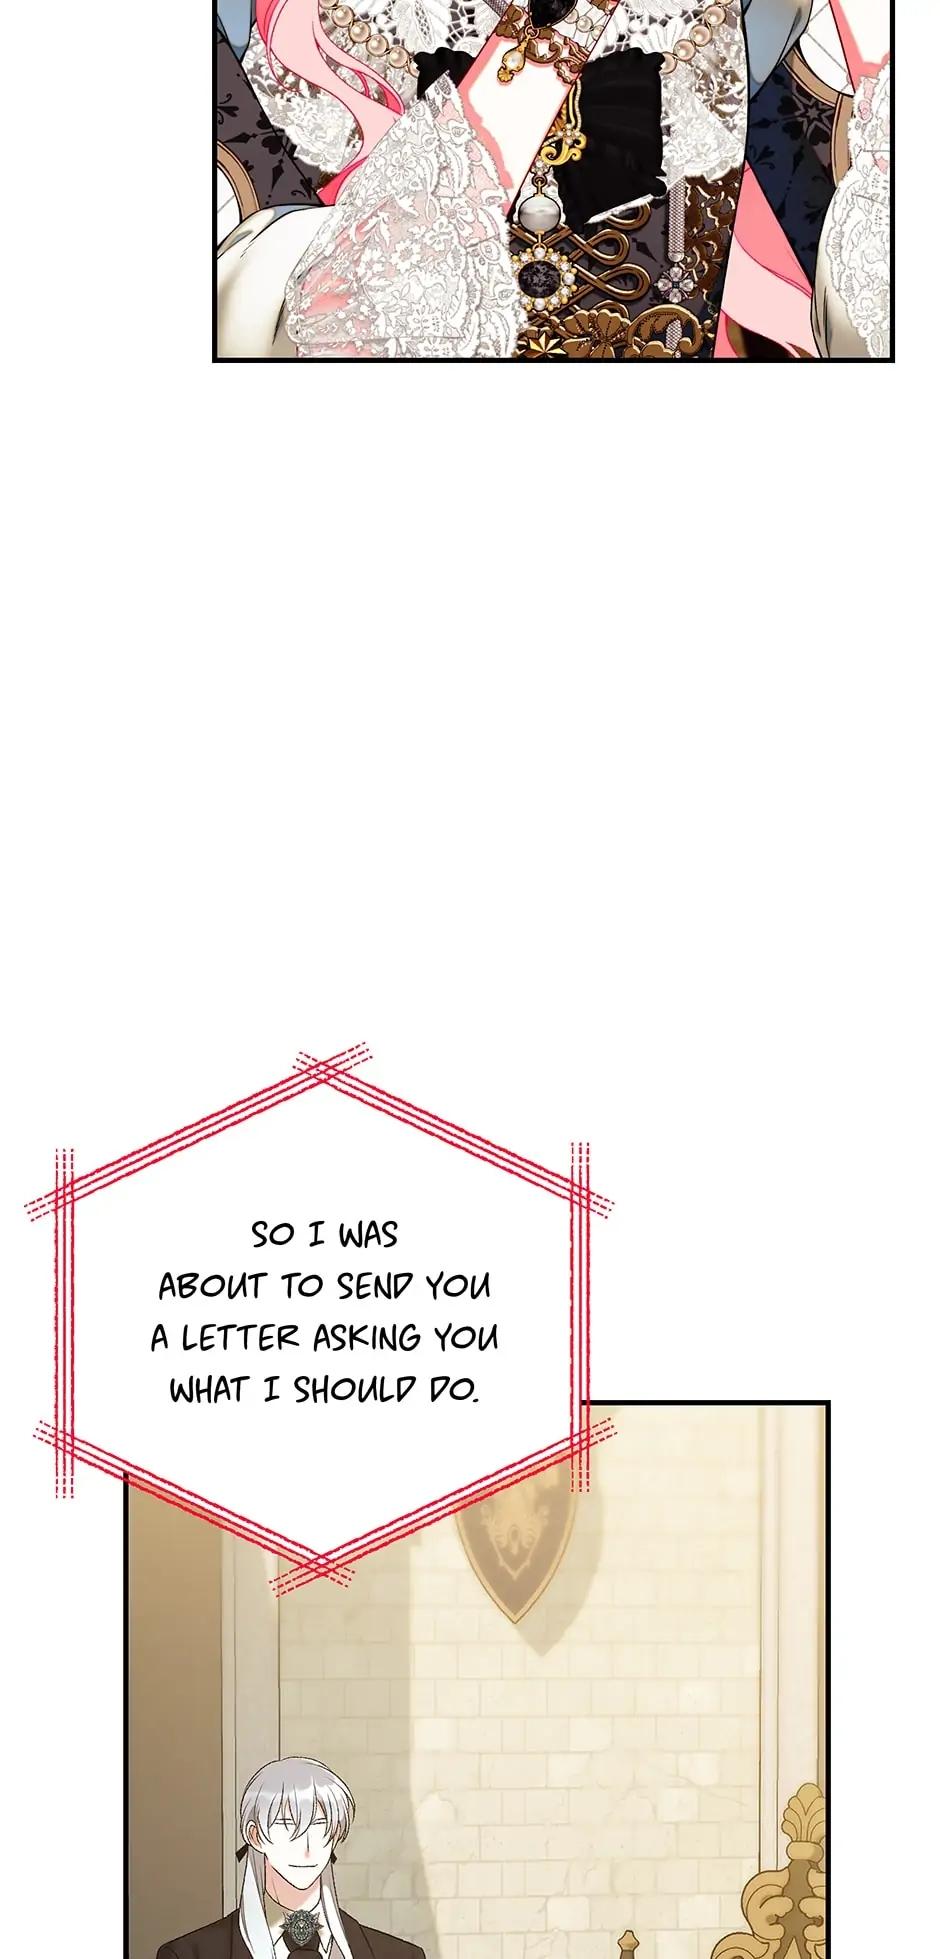 SO I WAS
ABOUT TO SEND YOU
A LETTER ASKING YOU
WHAT I SHOULD DO.